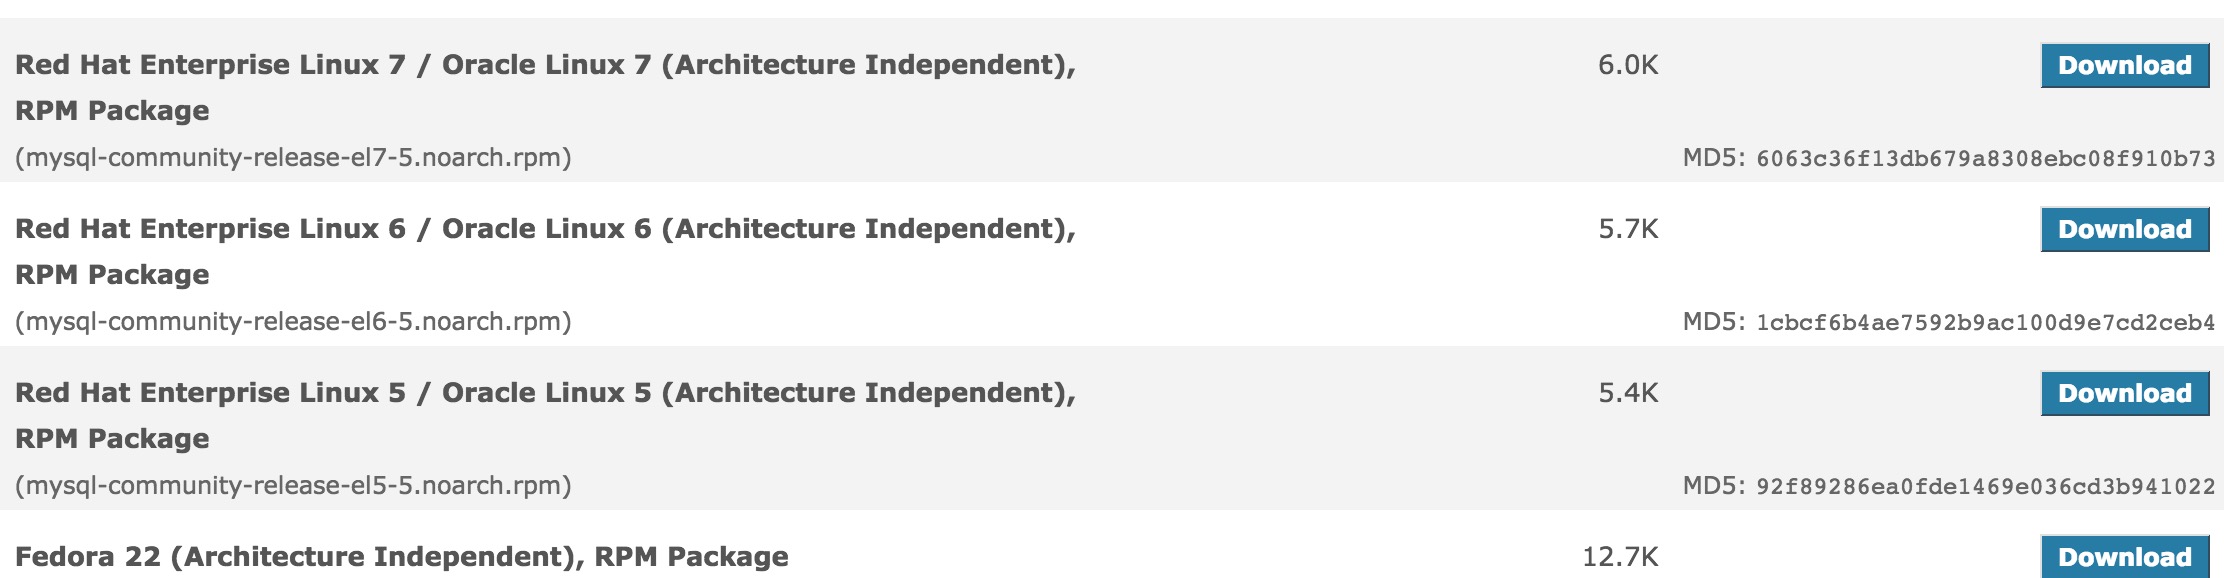 Red Hat Enterprise Linux 7 / Oracle Linux 7 (Architecture Independent), 6.0K Download
RPM Package
(mysql-community-release-el7-5.noarch.rpm) MD5: 6063c36f13db679a8308ebc08f910b73
Red Hat Enterprise Linux 6 / Oracle Linux 6 (Architecture Independent), 5.7K Download
RPM Package
(mysql-community-release-el6-5.noarch.rpm) MD5: 1cbcf6b4ae7592b9ac100d9e7cd2ceb4
Red Hat Enterprise Linux 5 / Oracle Linux 5 (Architecture Independent), 5.4K Download
RPM Package
(mysql-community-release-el5-5.noarch.rpm) MD5: 92f89286ea0fde1469e036cd3b941022
Fedora 22 (Architecture Independent), RPM Package 12.7K Download